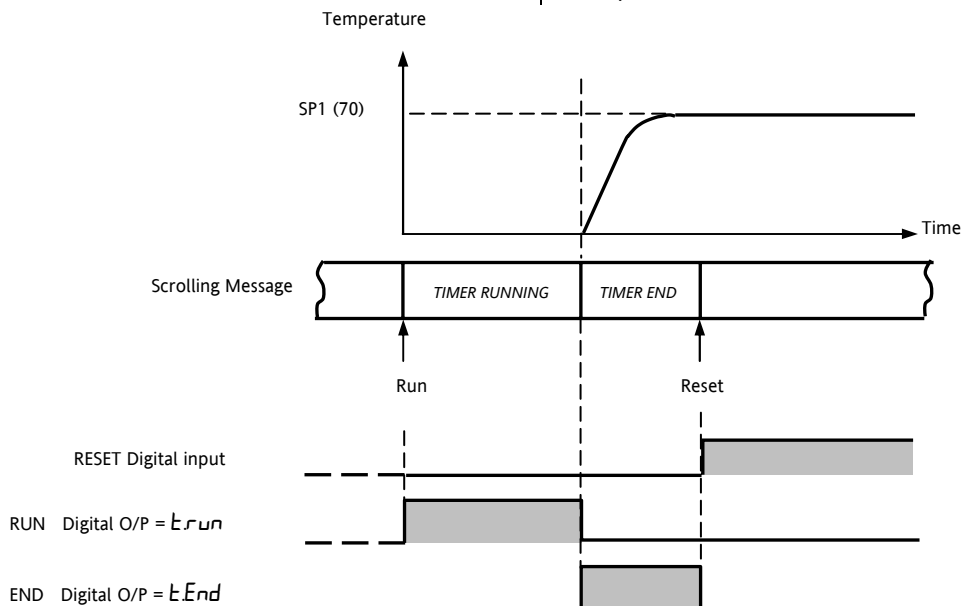 Temperature
SP1 (70)
Time
Scrolling Message
TIMER RUNNING
TIMER END
Run
Reset
RESET Digital input
RUN Digital O/P = t.run
END Digital O/P = t.End